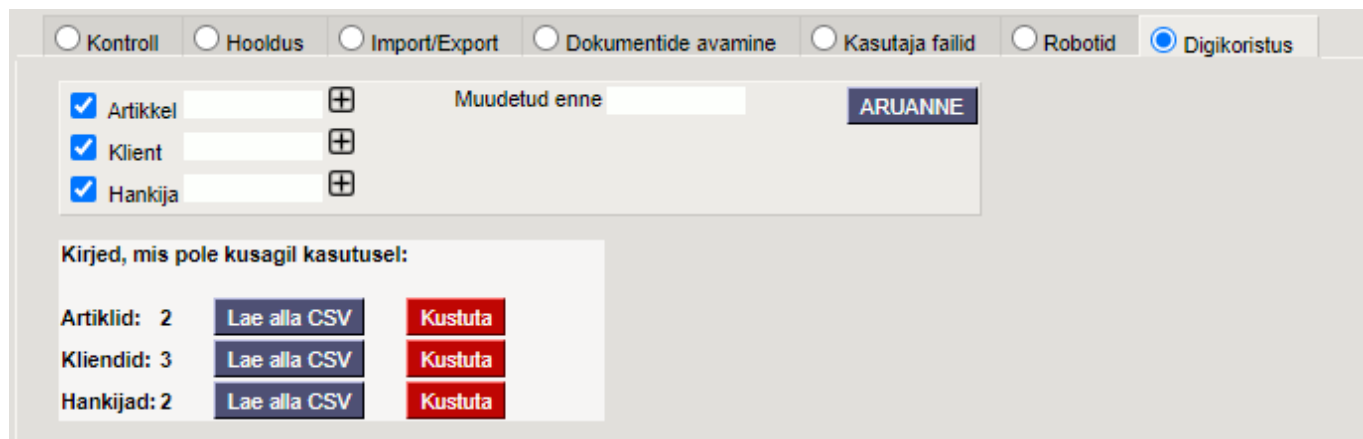 Kontroll Hooldus Import/Export Dokumentide avamine Kasutaja failid Robotid Digikoristus
Artikkel Muudetud enne ARUANNE
Klient
Hankija
Kirjed, mis pole kusagil kasutusel:
Artiklid: 2 Lae alla CSV Kustuta
Kliendid: 3 Lae alla CSV Kustuta
Hankijad: 2 Lae alla CSV Kustuta